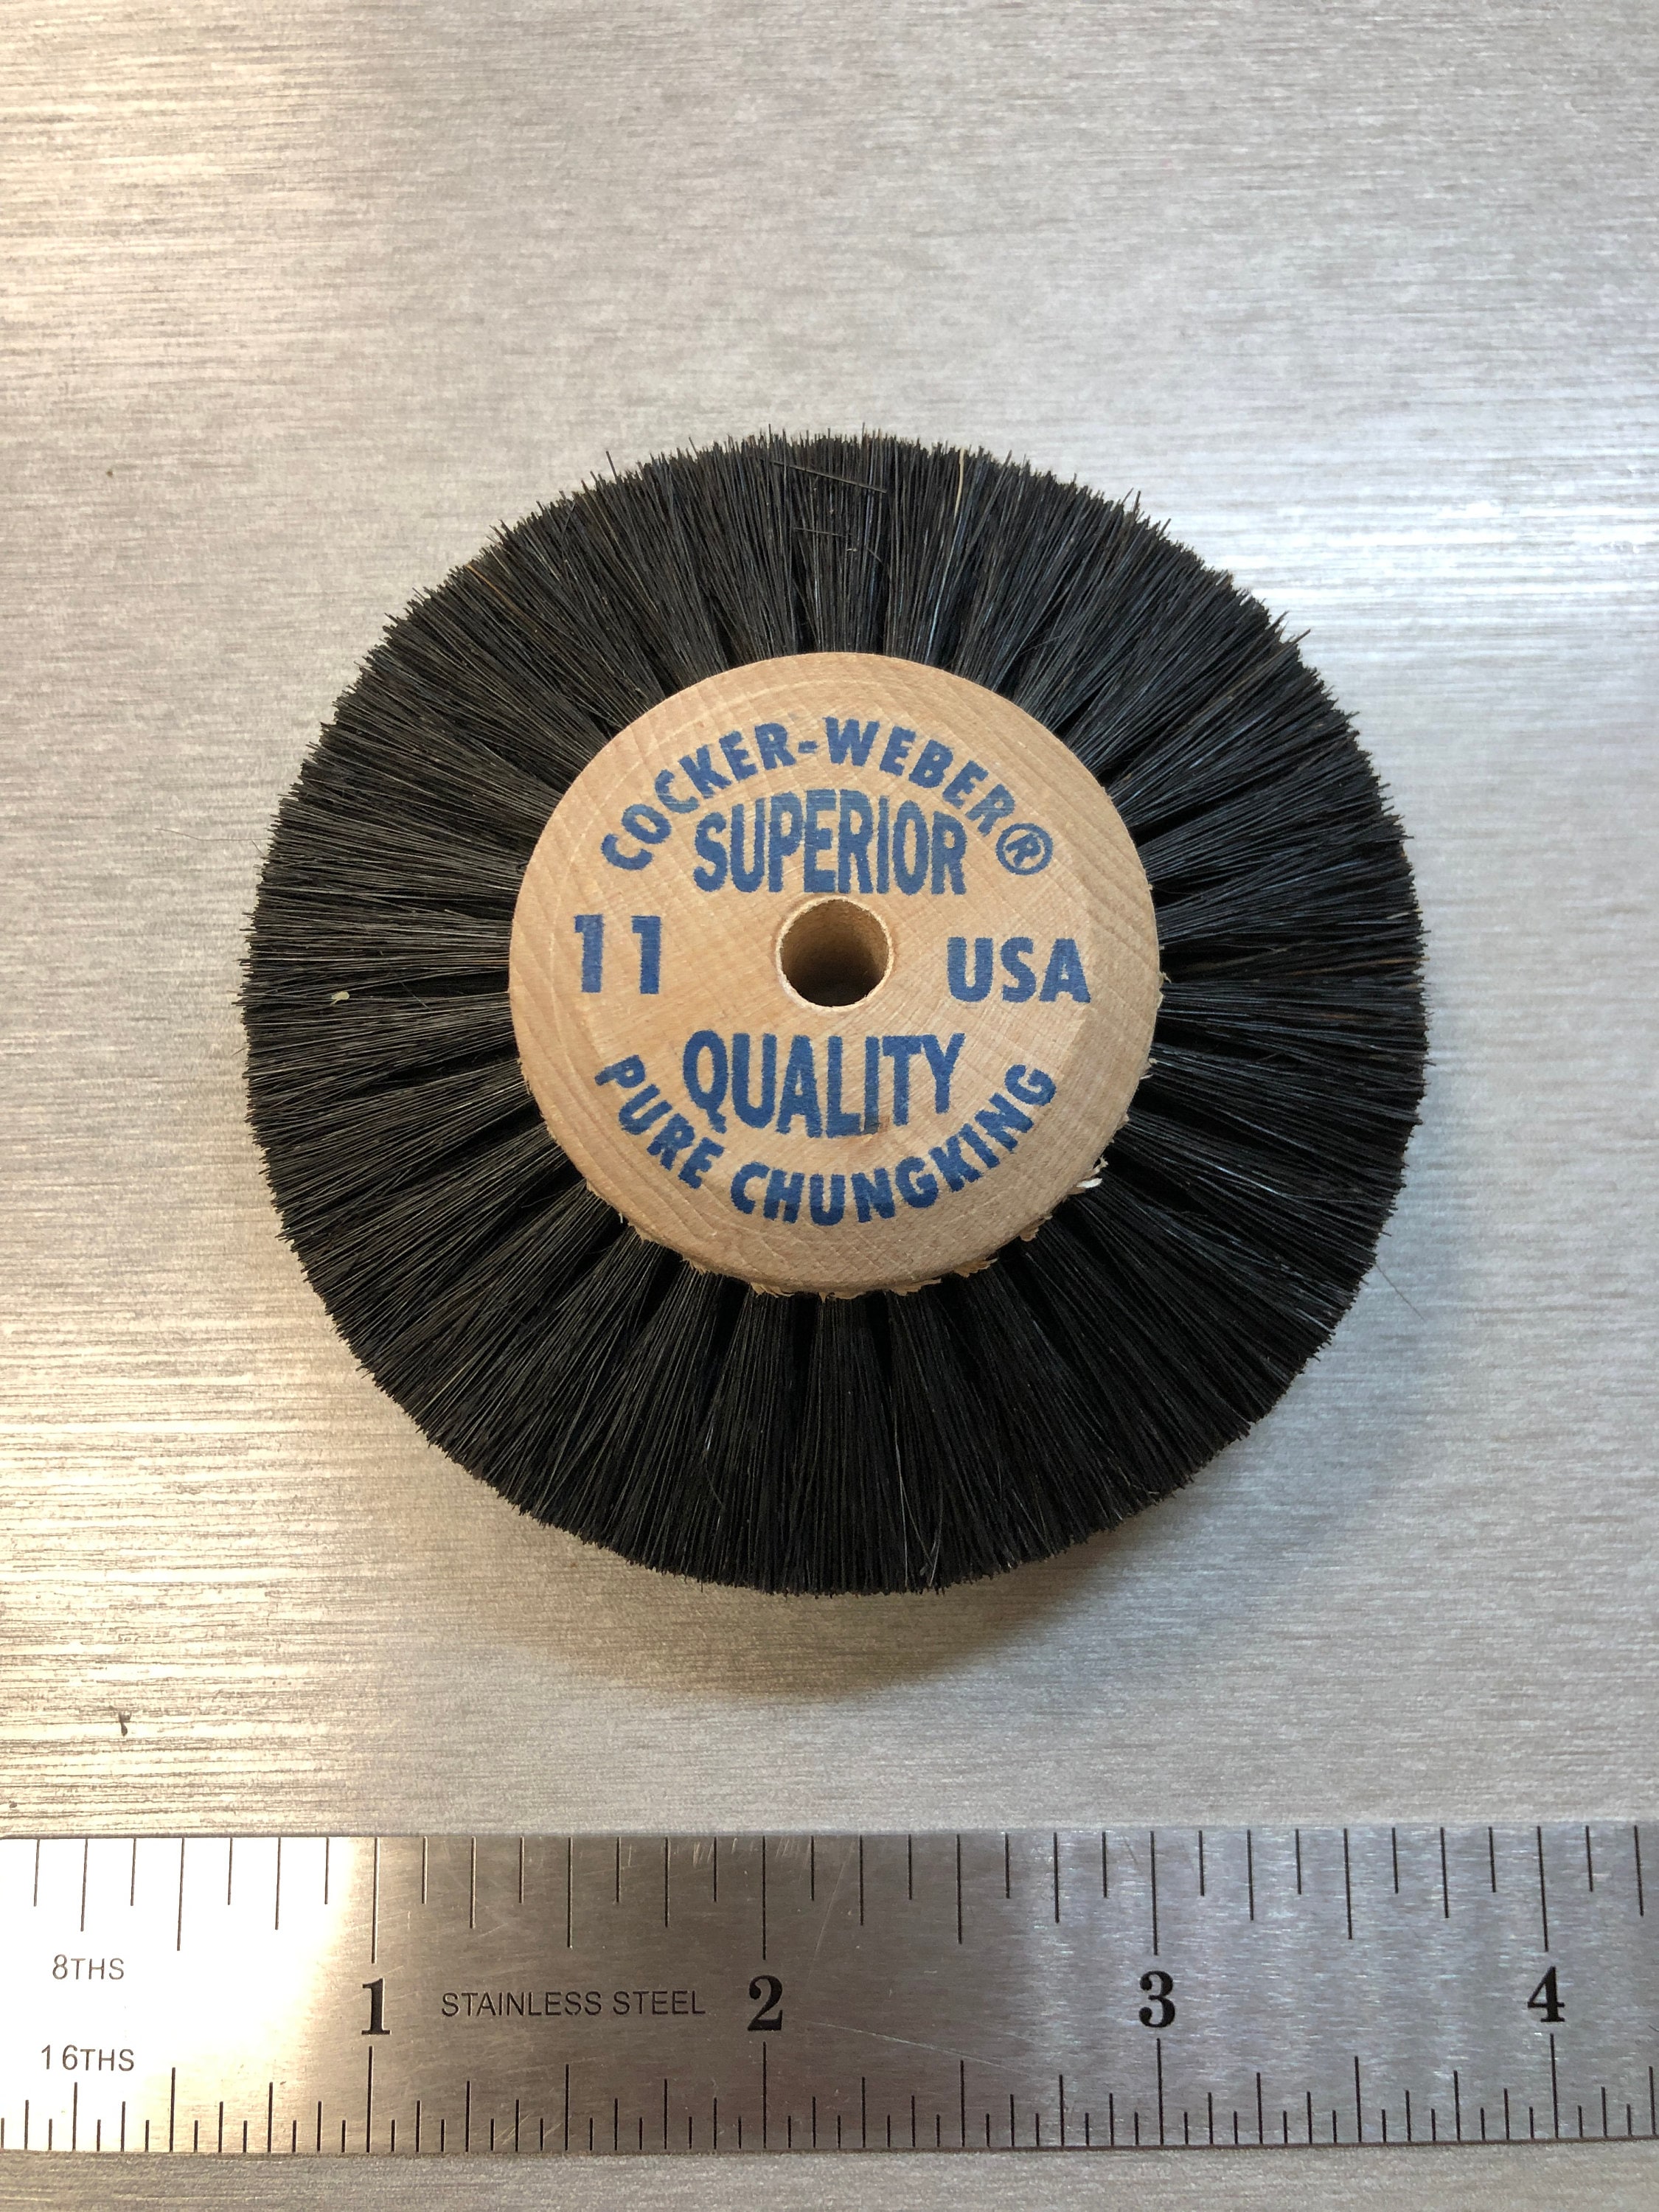 COCKER-WEBER®
SUPERIOR
11 USA
QUALITY
PURE CHUNGKING
8THS
1 STAINLESS STEEL 2 3 4
16THS